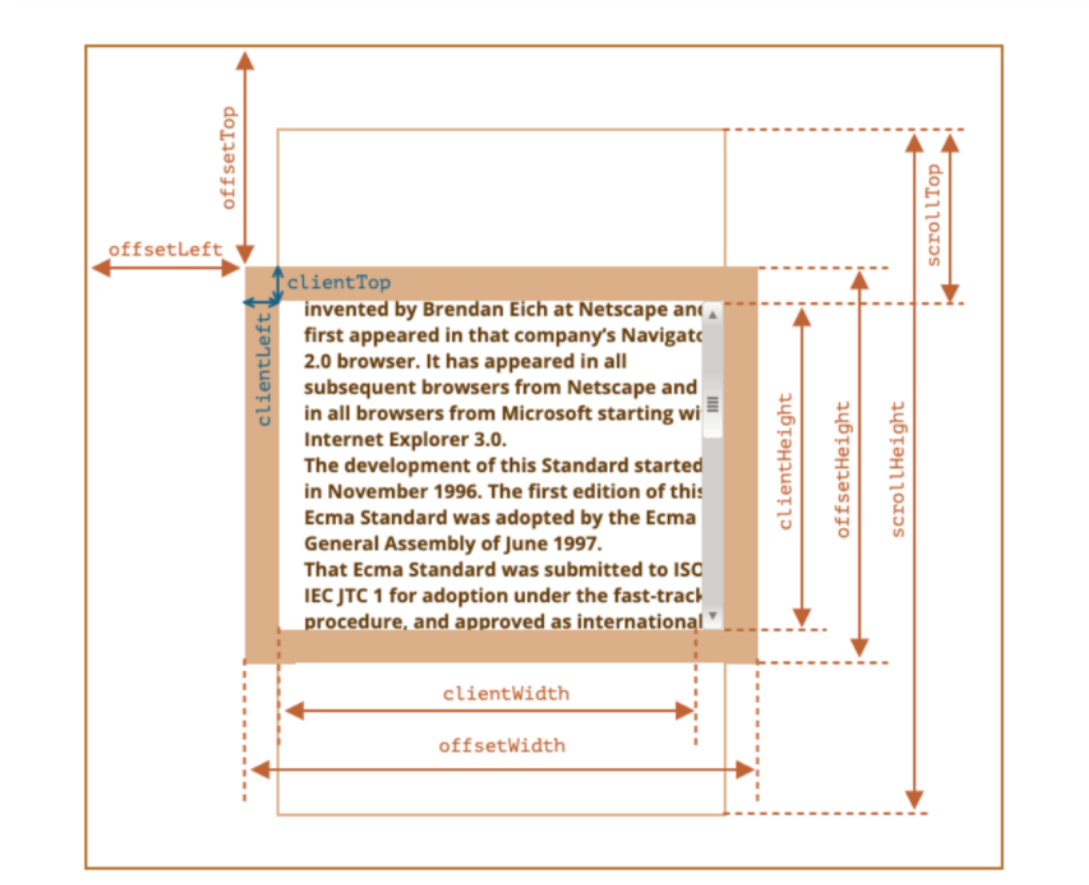 offsetTop
scrollTop
offsetLeft
clientTop
clientLeft
invented by Brendan Eich at Netscape and
first appeared in that company's Navigato
2.0 browser. It has appeared in all
subsequent browsers from Netscape and
in all browsers from Microsoft starting wi
Internet Explorer 3.0.
The development of this Standard started
in November 1996. The first edition of this
Ecma Standard was adopted by the Ecma
General Assembly of June 1997.
That Ecma Standard was submitted to ISO
IEC JTC 1 for adoption under the fast-track
procedure, and approved as international
clientHeight
offsetHeight
scrollHeight
clientWidth
offsetWidth